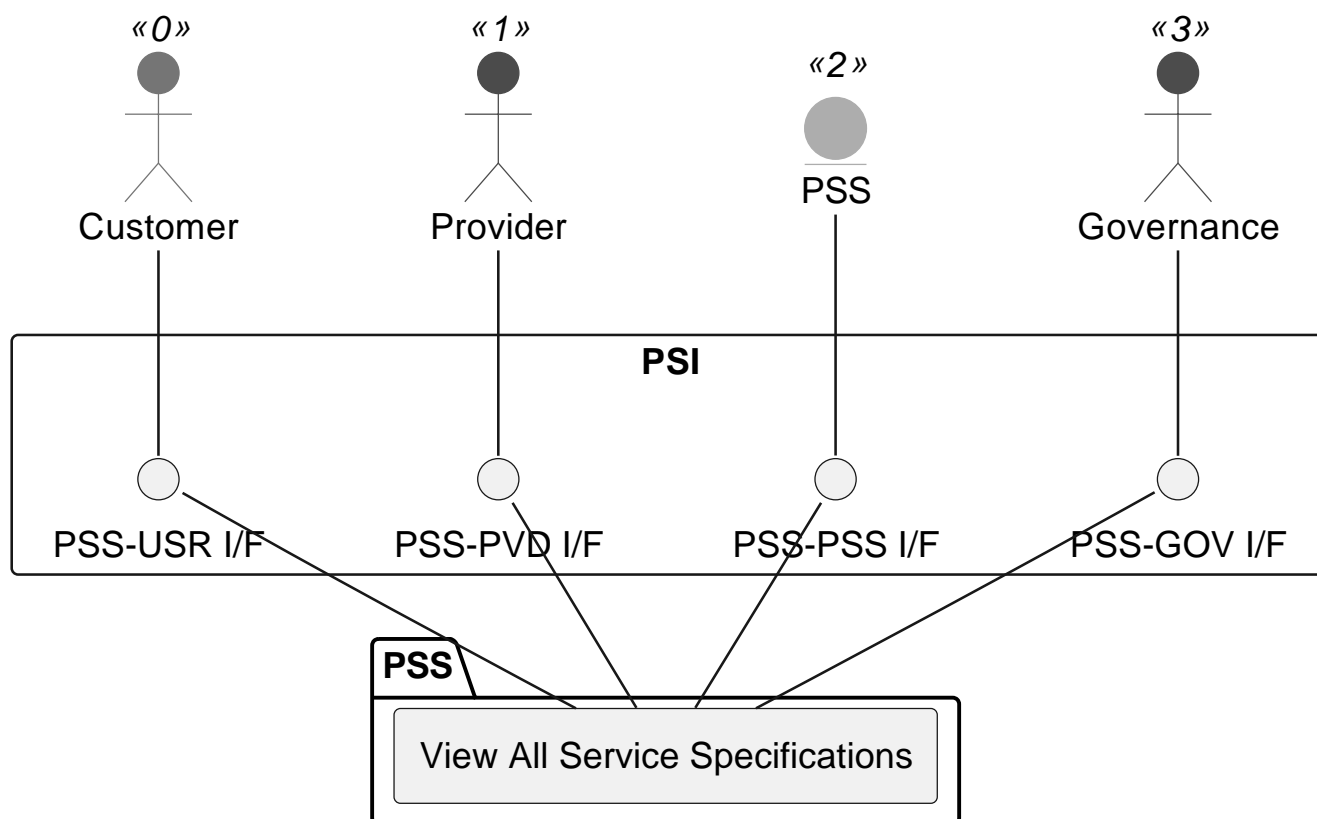 «0»
«1»
«2»
«3»
Customer
Provider
PSS
Governance
PSI
PSS-USR I/F
PSS-PVD I/F
PSS-PSS I/F
PSS-GOV I/F
PSS
View All Service Specifications